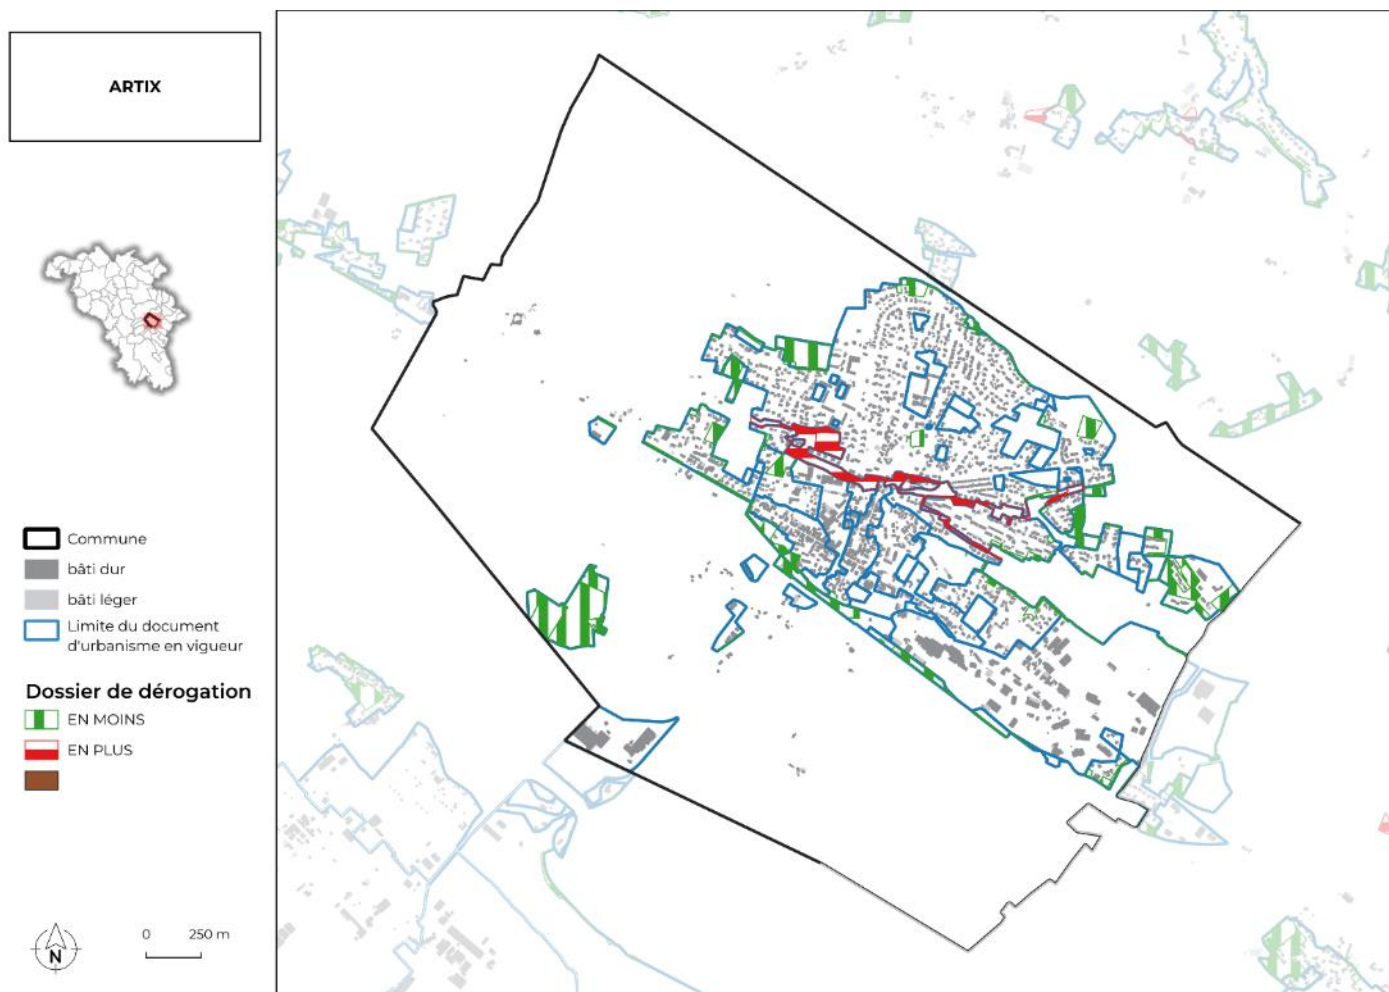 ARTIX
Commune
bâti dur
bâti léger
Limite du document
d'urbanisme en vigueur
Dossier de dérogation
EN MOINS
EN PLUS
0 250 m
N